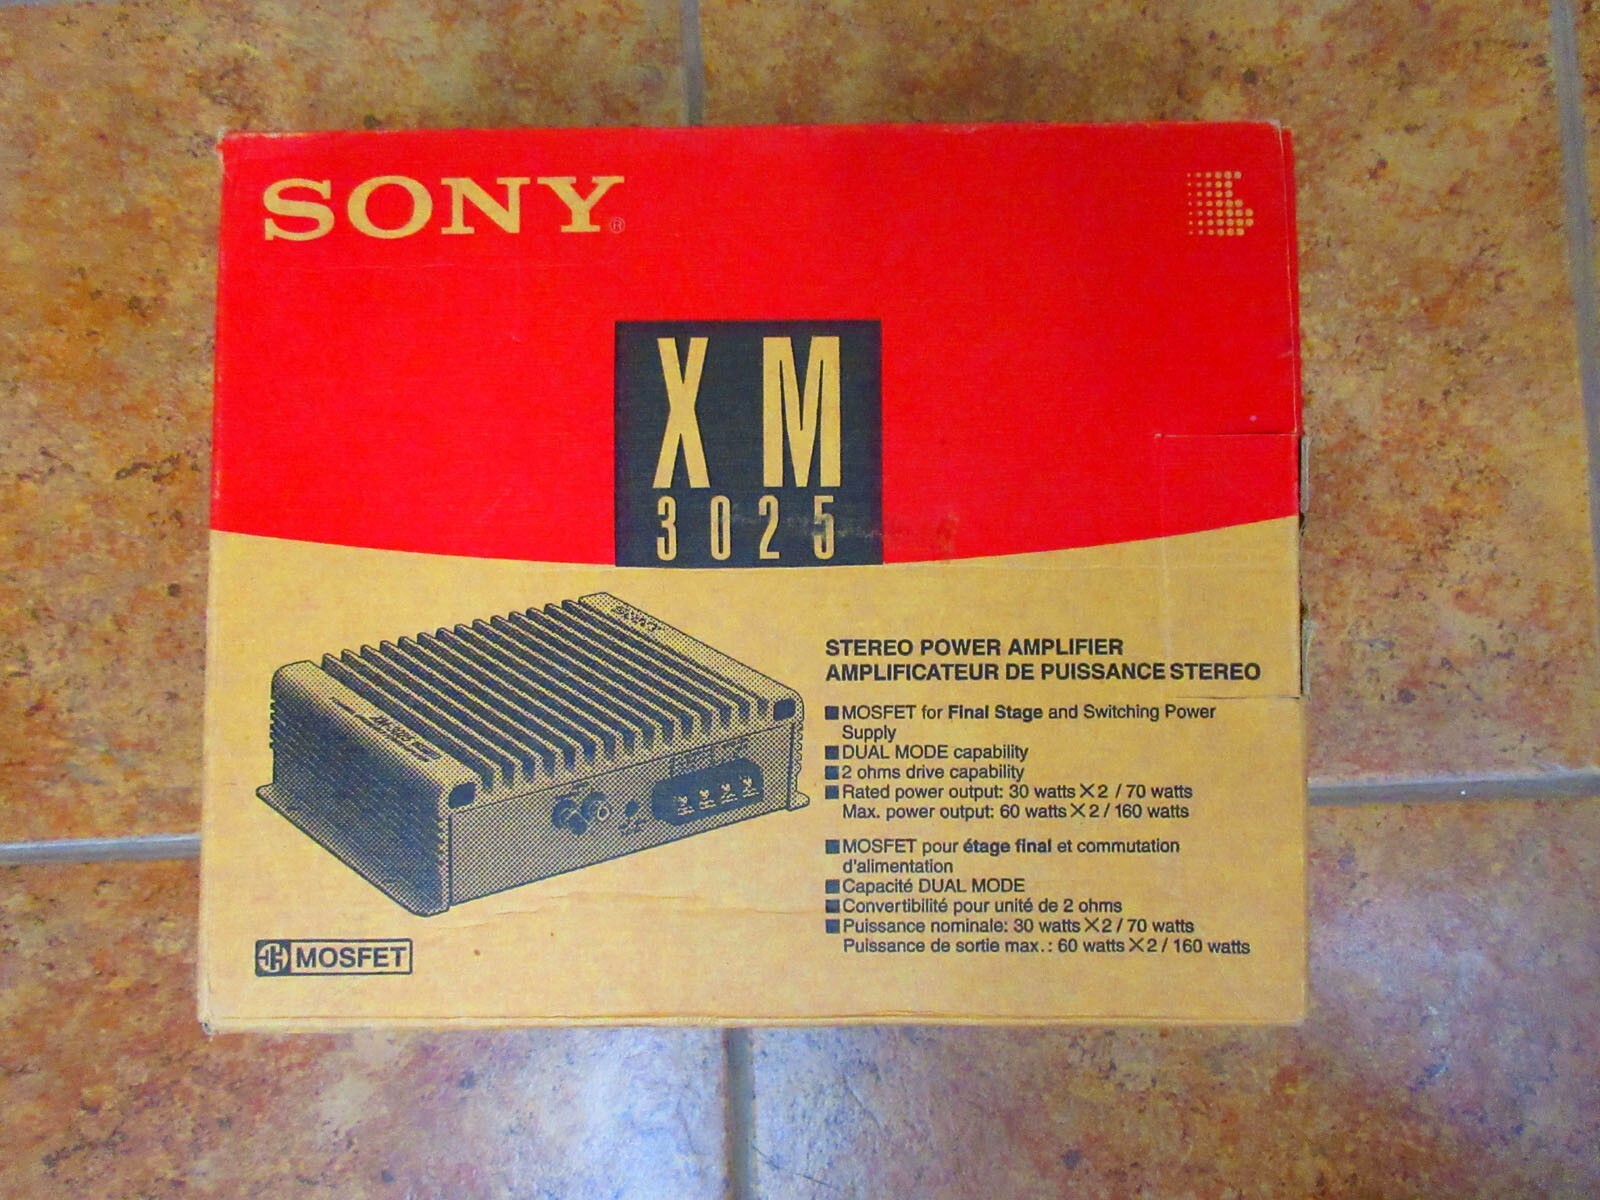 SONY®
XM
3025
STEREO POWER AMPLIFIER
AMPLIFICATEUR DE PUISSANCE STEREO
■ MOSFET for Final Stage and Switching Power
Supply
■ DUAL MODE capability
■ 2 ohms drive capability
■ Rated power output: 30 watts × 2 / 70 watts
Max. power output: 60 watts × 2 / 160 watts
■ MOSFET pour étage final et commutation
d'alimentation
■ Capacité DUAL MODE
■ Convertibilité pour unité de 2 ohms
■ Puissance nominale: 30 watts × 2 / 70 watts
Puissance de sortie max.: 60 watts × 2 / 160 watts
MOSFET